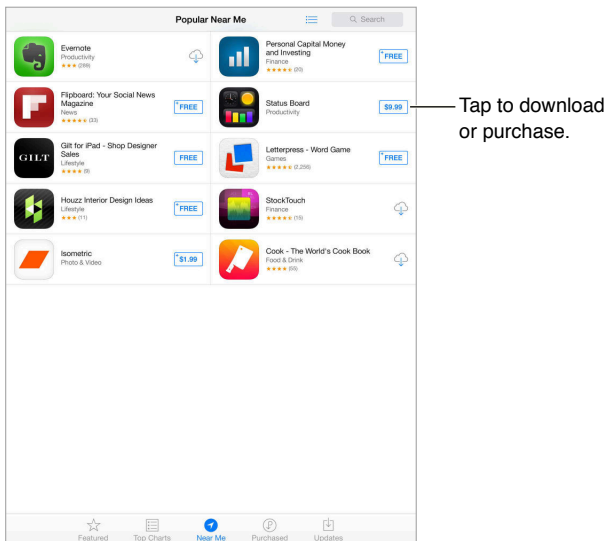 Popular Near Me
Search
Evernote
Productivity
(299)
Personal Capital Money
and Investing
Finance
(20)
+FREE
Flipboard: Your Social News
Magazine
News
(33)
+FREE
Status Board
Productivity
$9.99
Tap to download
or purchase.
GILT
Gilt for iPad - Shop Designer
Sales
Lifestyle
(9)
FREE
Letterpress - Word Game
Games
(2,256)
+FREE
Houzz Interior Design Ideas
Lifestyle
(11)
+FREE
StockTouch
Finance
(15)
Isometric
Photo & Video
+$1.99
Cook - The World's Cook Book
Food & Drink
(55)
Featured
Top Charts
Near Me
Purchased
Updates